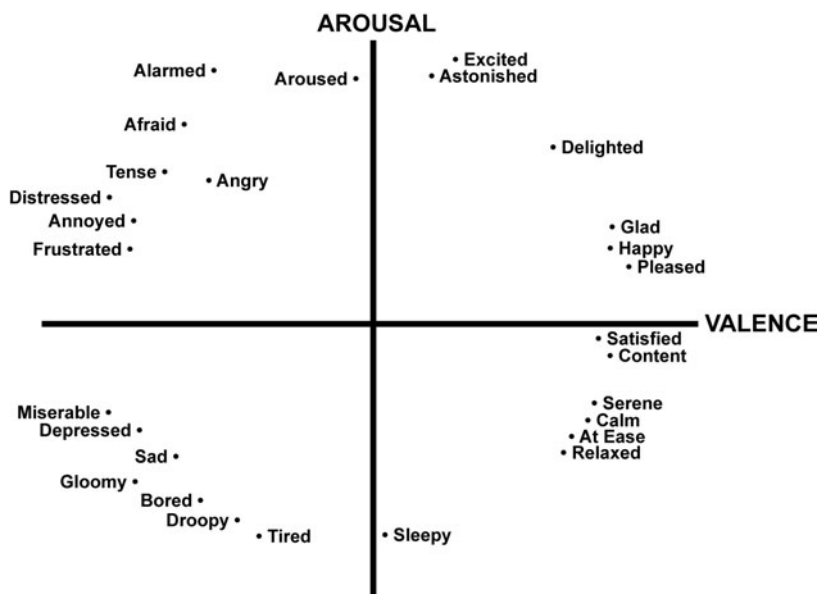 AROUSAL
Excited
Alarmed
Astonished
Aroused
Afraid
Delighted
Tense
Angry
Distressed
Annoyed
Glad
Frustrated
Happy
Pleased
VALENCE
Satisfied
Content
Serene
Miserable
Calm
Depressed
At Ease
Relaxed
Sad
Gloomy
Bored
Droopy
Tired
Sleepy